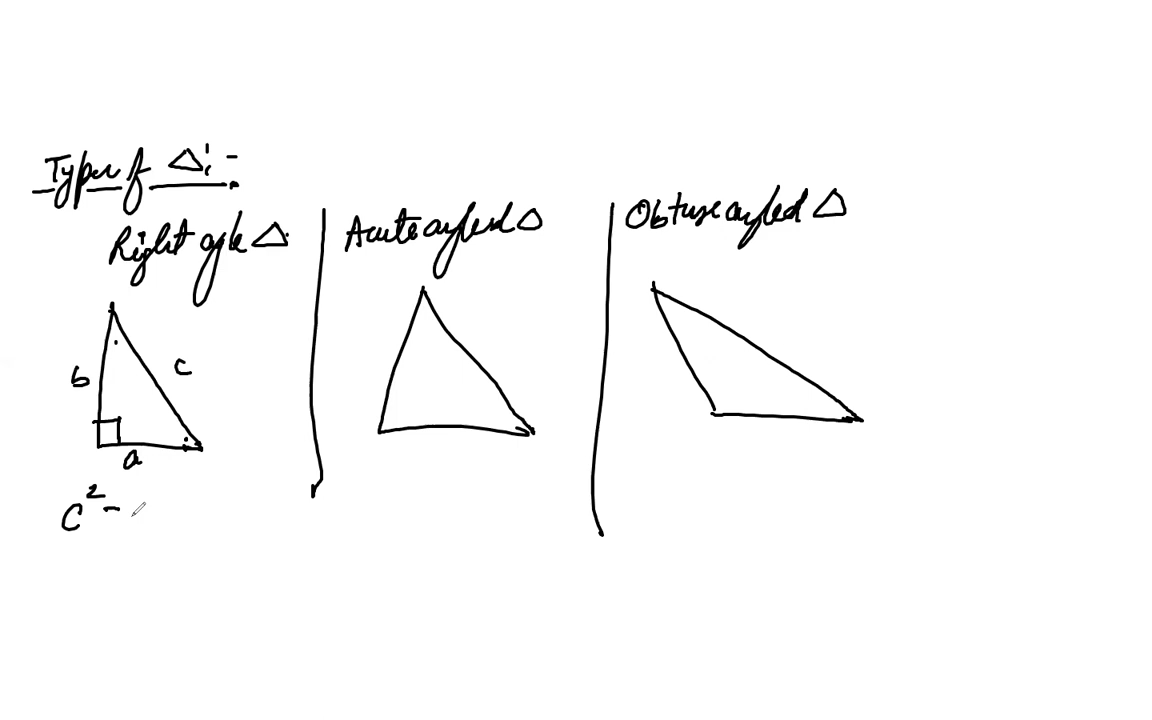 Types of Δ's :-
Right angle Δ
Acute angled Δ
Obtuse angled Δ
b
c
a
c² =